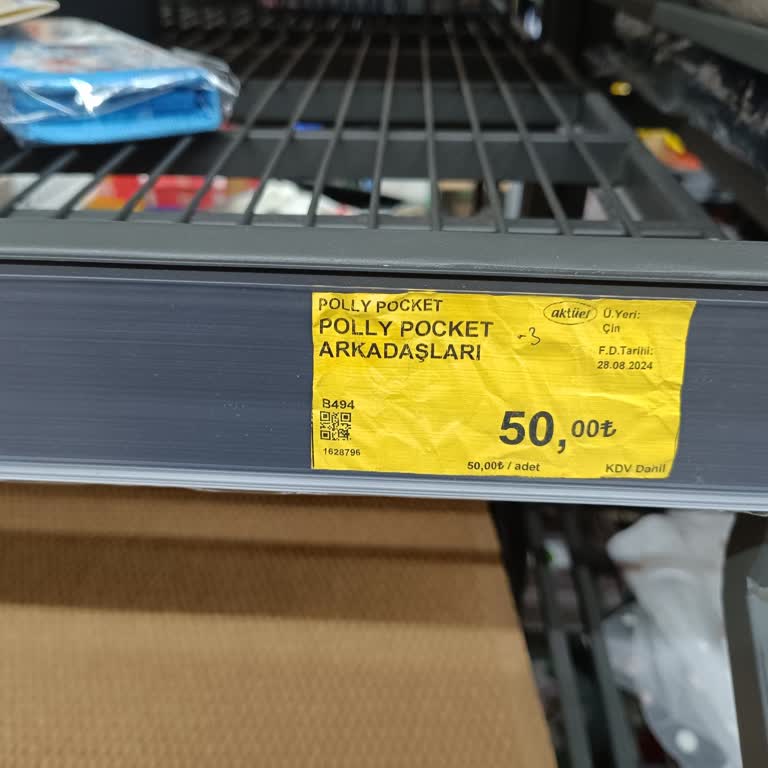 POLLY POCKET
POLLY POCKET
ARKADAŞLARI
-3
aktüel
Ü.Yeri:
Çin
F.D.Tarihi:
28.08.2024
B494
1628796
50,00₺
50,00₺ / adet
KDV Dahil